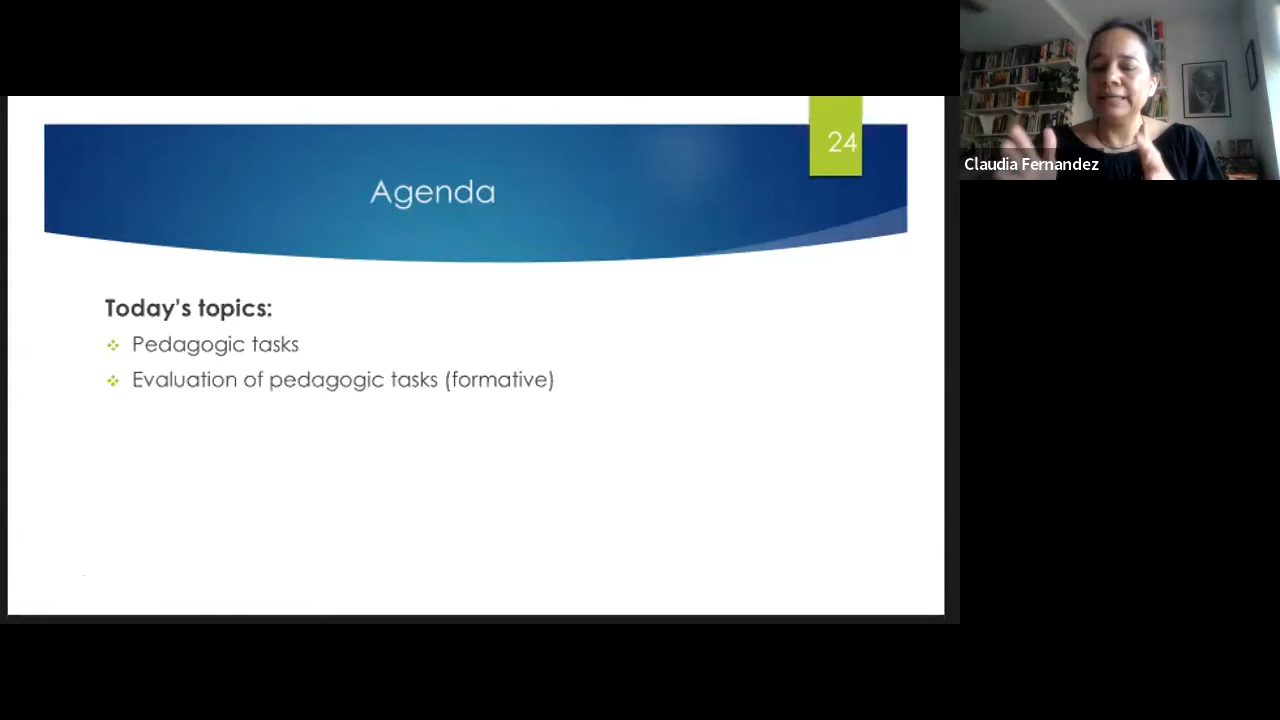 24
Agenda
Today's topics:
Pedagogic tasks
Evaluation of pedagogic tasks (formative)
Claudia Fernandez